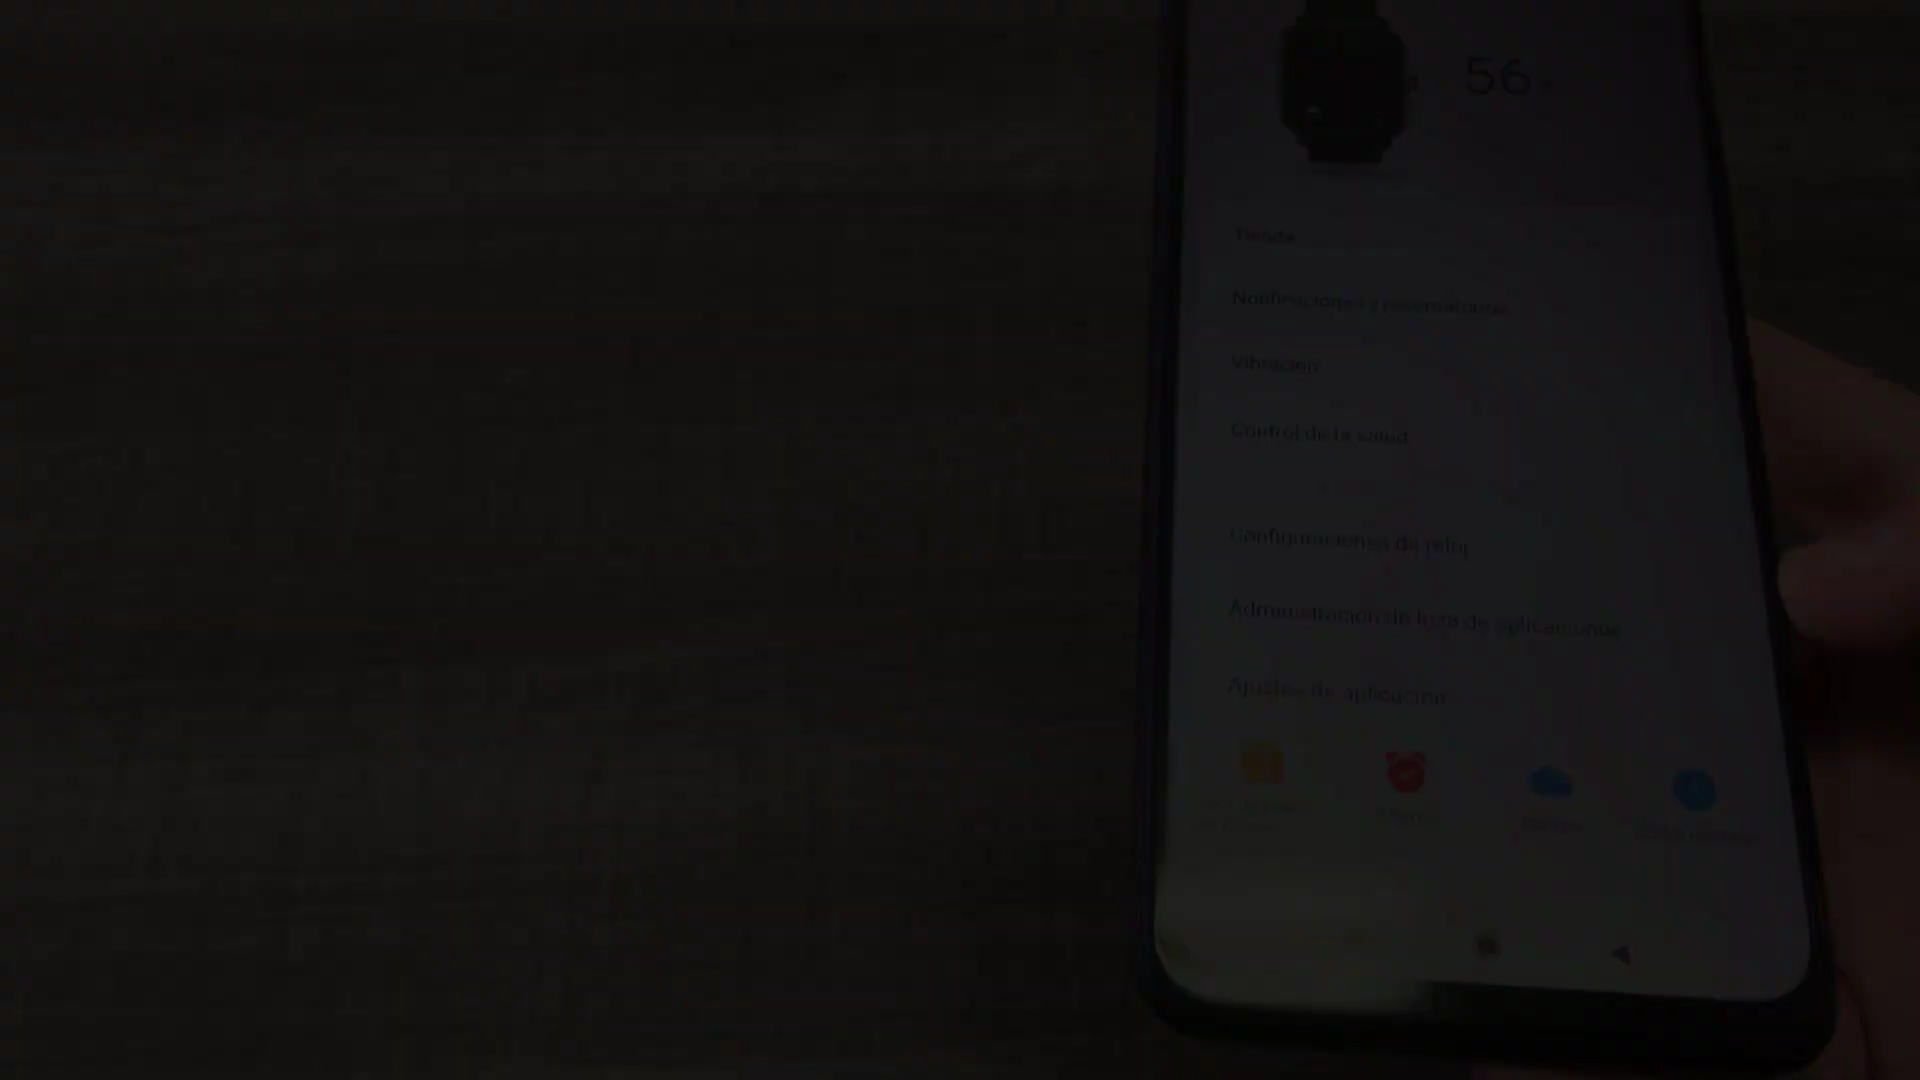 56
Tienda
Notificaciones y recordatorios
Vibración
Control de la salud
Configuraciones de reloj
Administración de lista de aplicaciones
Ajustes de aplicación